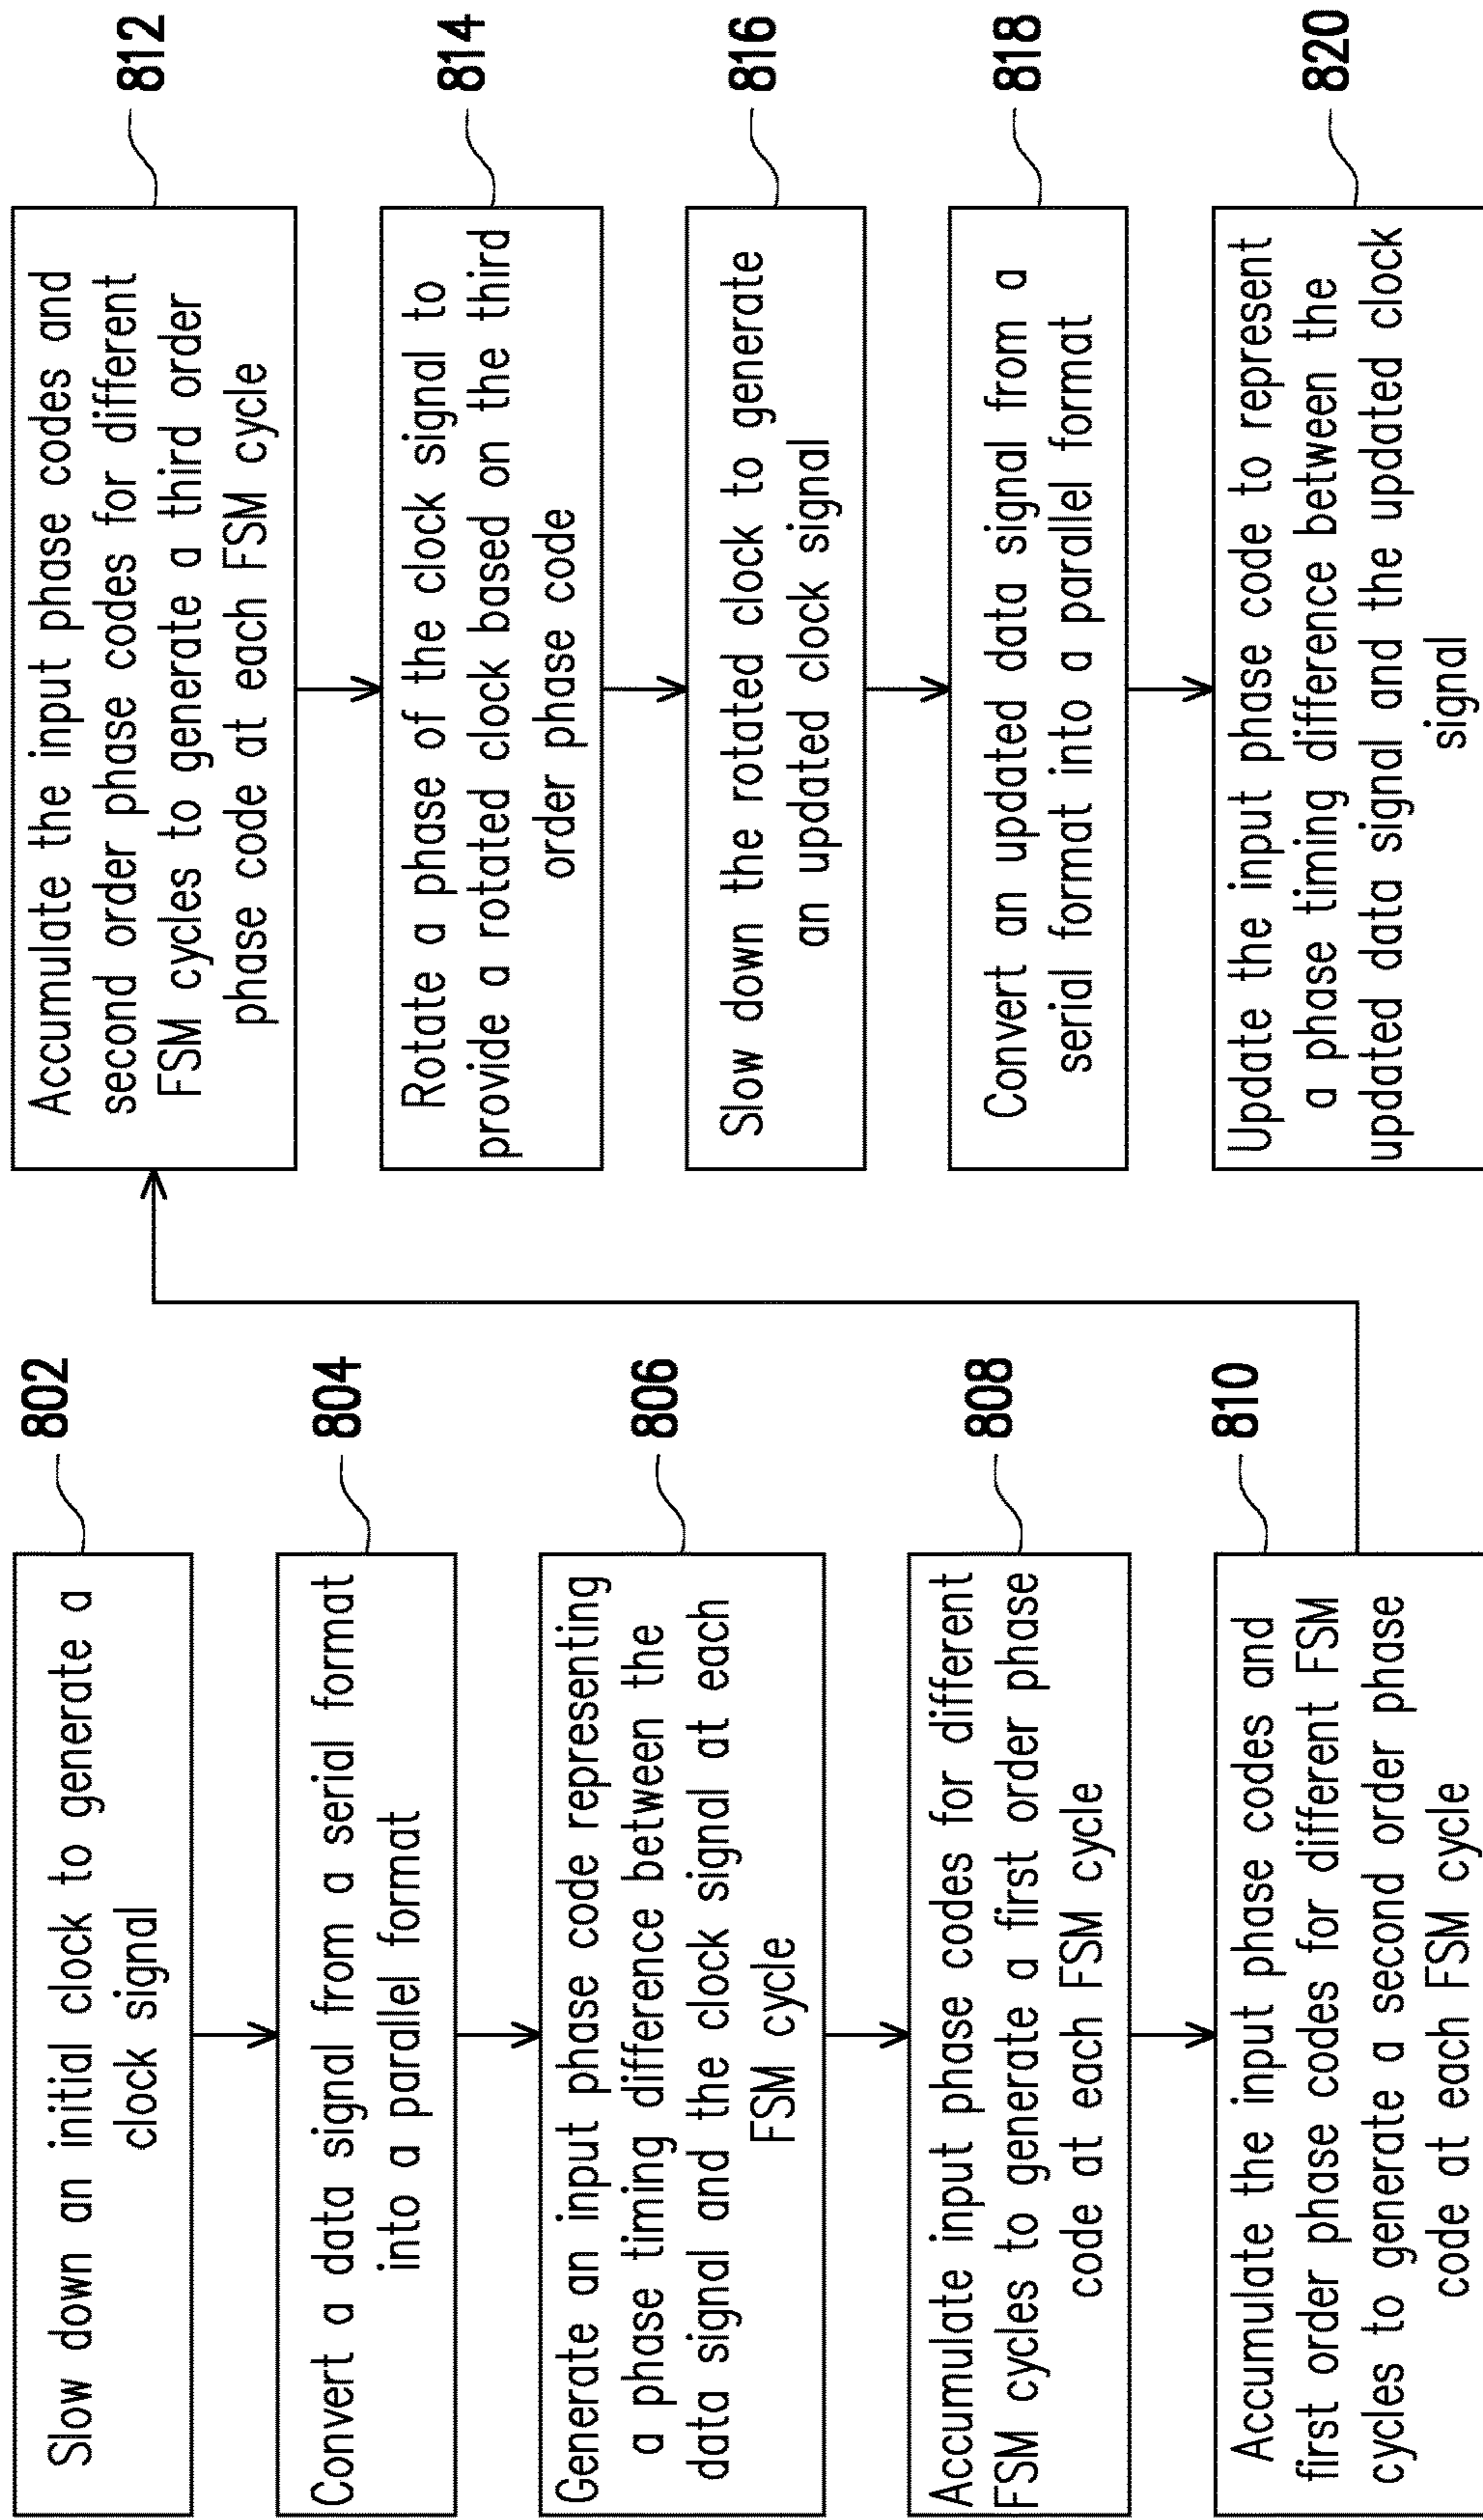 Slow down an initial clock to generate a
clock signal
802
Convert a data signal from a serial format
into a parallel format
804
Generate an input phase code representing
a phase timing difference between the
data signal and the clock signal at each
FSM cycle
806
Accumulate input phase codes for different
FSM cycles to generate a first order phase
code at each FSM cycle
808
Accumulate the input phase codes and
first order phase codes for different FSM
cycles to generate a second order phase
code at each FSM cycle
810
Accumulate the input phase codes and
second order phase codes for different
FSM cycles to generate a third order
phase code at each FSM cycle
812
Rotate a phase of the clock signal to
provide a rotated clock based on the third
order phase code
814
Slow down the rotated clock to generate
an updated clock signal
816
Convert an updated data signal from a
serial format into a parallel format
818
Update the input phase code to represent
a phase timing difference between the
updated data signal and the updated clock
signal
820